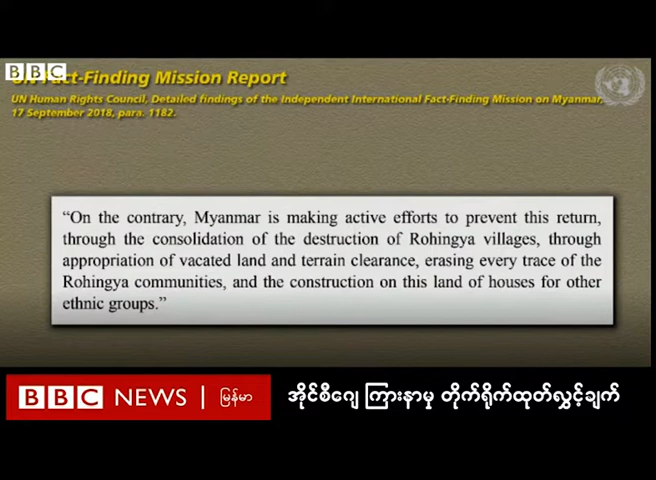 BBC
UN Fact-Finding Mission Report
UN Human Rights Council, Detailed findings of the Independent International Fact-Finding Mission on Myanmar,
17 September 2018, para. 1182.
“On the contrary, Myanmar is making active efforts to prevent this return,
through the consolidation of the destruction of Rohingya villages, through
appropriation of vacated land and terrain clearance, erasing every trace of the
Rohingya communities, and the construction on this land of houses for other
ethnic groups.”
BBC NEWS | မြန်မာ
အိုင်စီဂျေ ကြားနာမှု တိုက်ရိုက်ထုတ်လွှင့်ချက်